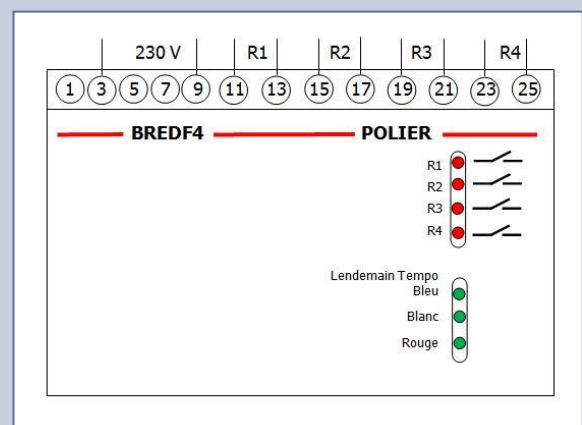 230 V R1 R2 R3 R4
1 3 5 7 9 11 13 15 17 19 21 23 25
BREDF4 POLIER
R1
R2
R3
R4
Lendemain Tempo
Bleu
Blanc
Rouge